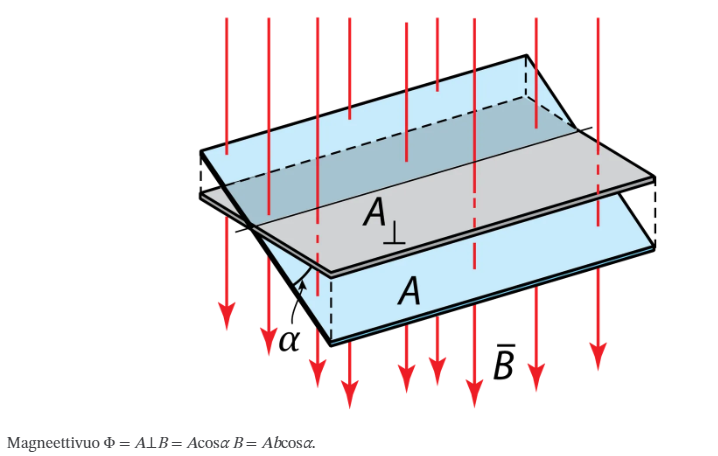 A⊥
A
α
B̅
Magneettivuo Φ = A⊥B = Acosα B = Abcosα.